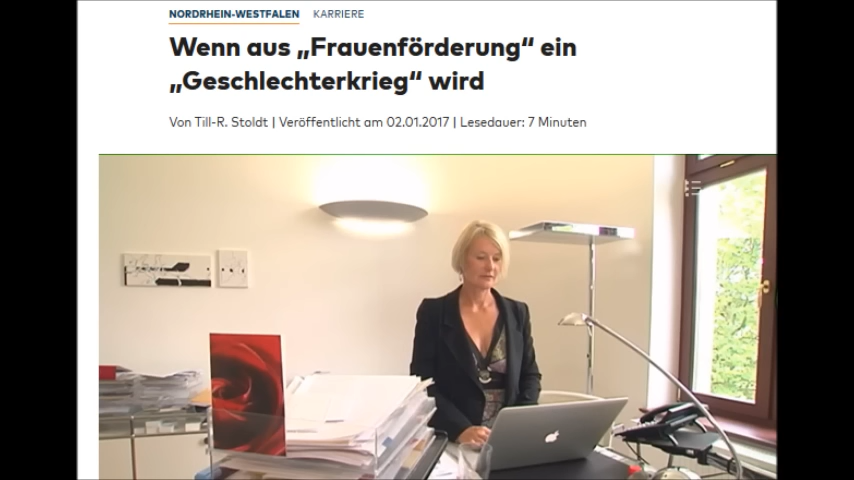 NORDRHEIN-WESTFALEN KARRIERE
Wenn aus „Frauenförderung“ ein
„Geschlechterkrieg“ wird
Von Till-R. Stoldt | Veröffentlicht am 02.01.2017 | Lesedauer: 7 Minuten